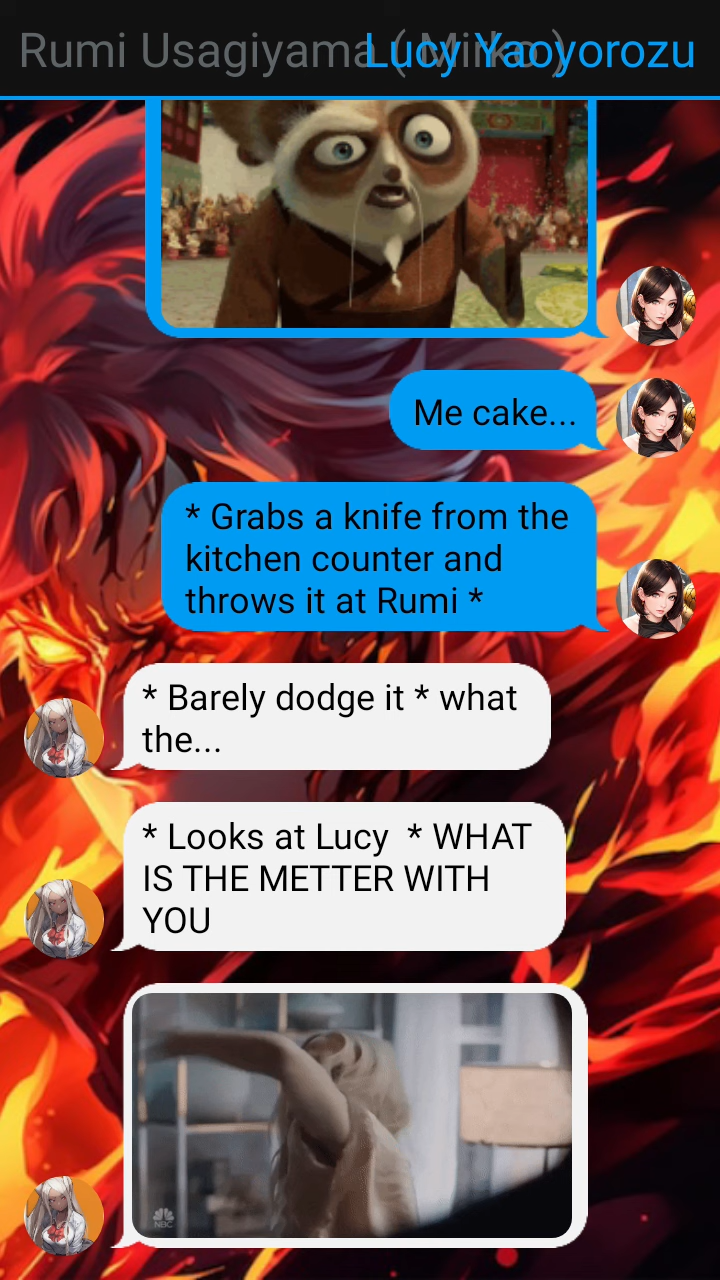 Rumi Usagiyama ( Mirko )
Lucy Yaoyorozu
Me cake...
* Grabs a knife from the
kitchen counter and
throws it at Rumi *
* Barely dodge it * what
the...
* Looks at Lucy  * WHAT
IS THE METTER WITH
YOU
NBC